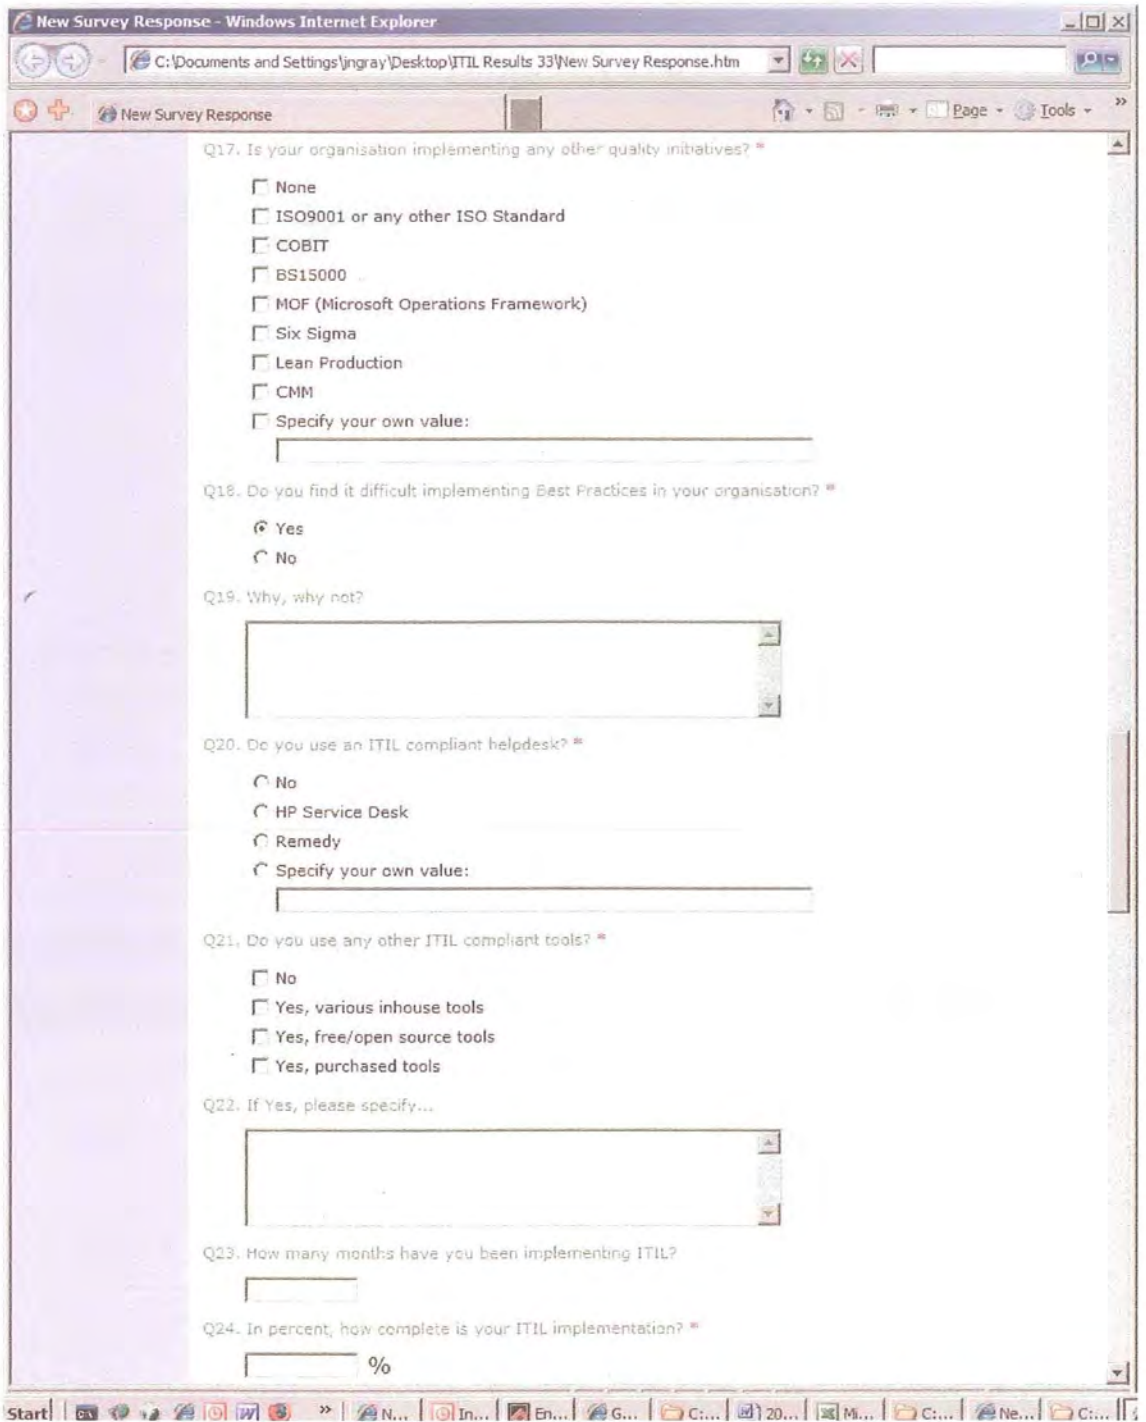 New Survey Response - Windows Internet Explorer
C:\Documents and Settings\jngray\Desktop\ITIL Results 33\New Survey Response.htm
New Survey Response
Page
Tools
»
Q17. Is your organisation implementing any other quality initiatives? *
None
ISO9001 or any other ISO Standard
COBIT
BS15000
MOF (Microsoft Operations Framework)
Six Sigma
Lean Production
CMM
Specify your own value:
Q18. Do you find it difficult implementing Best Practices in your organisation? *
Yes
No
Q19. Why, why not?
Q20. Do you use an ITIL compliant helpdesk? *
No
HP Service Desk
Remedy
Specify your own value:
Q21. Do you use any other ITIL compliant tools? *
No
Yes, various inhouse tools
Yes, free/open source tools
Yes, purchased tools
Q22. If Yes, please specify...
Q23. How many months have you been implementing ITIL?
Q24. In percent, how complete is your ITIL implementation? *
%
Start » N... In... En... G... C:... 20... Mi... C:... Ne... C:...